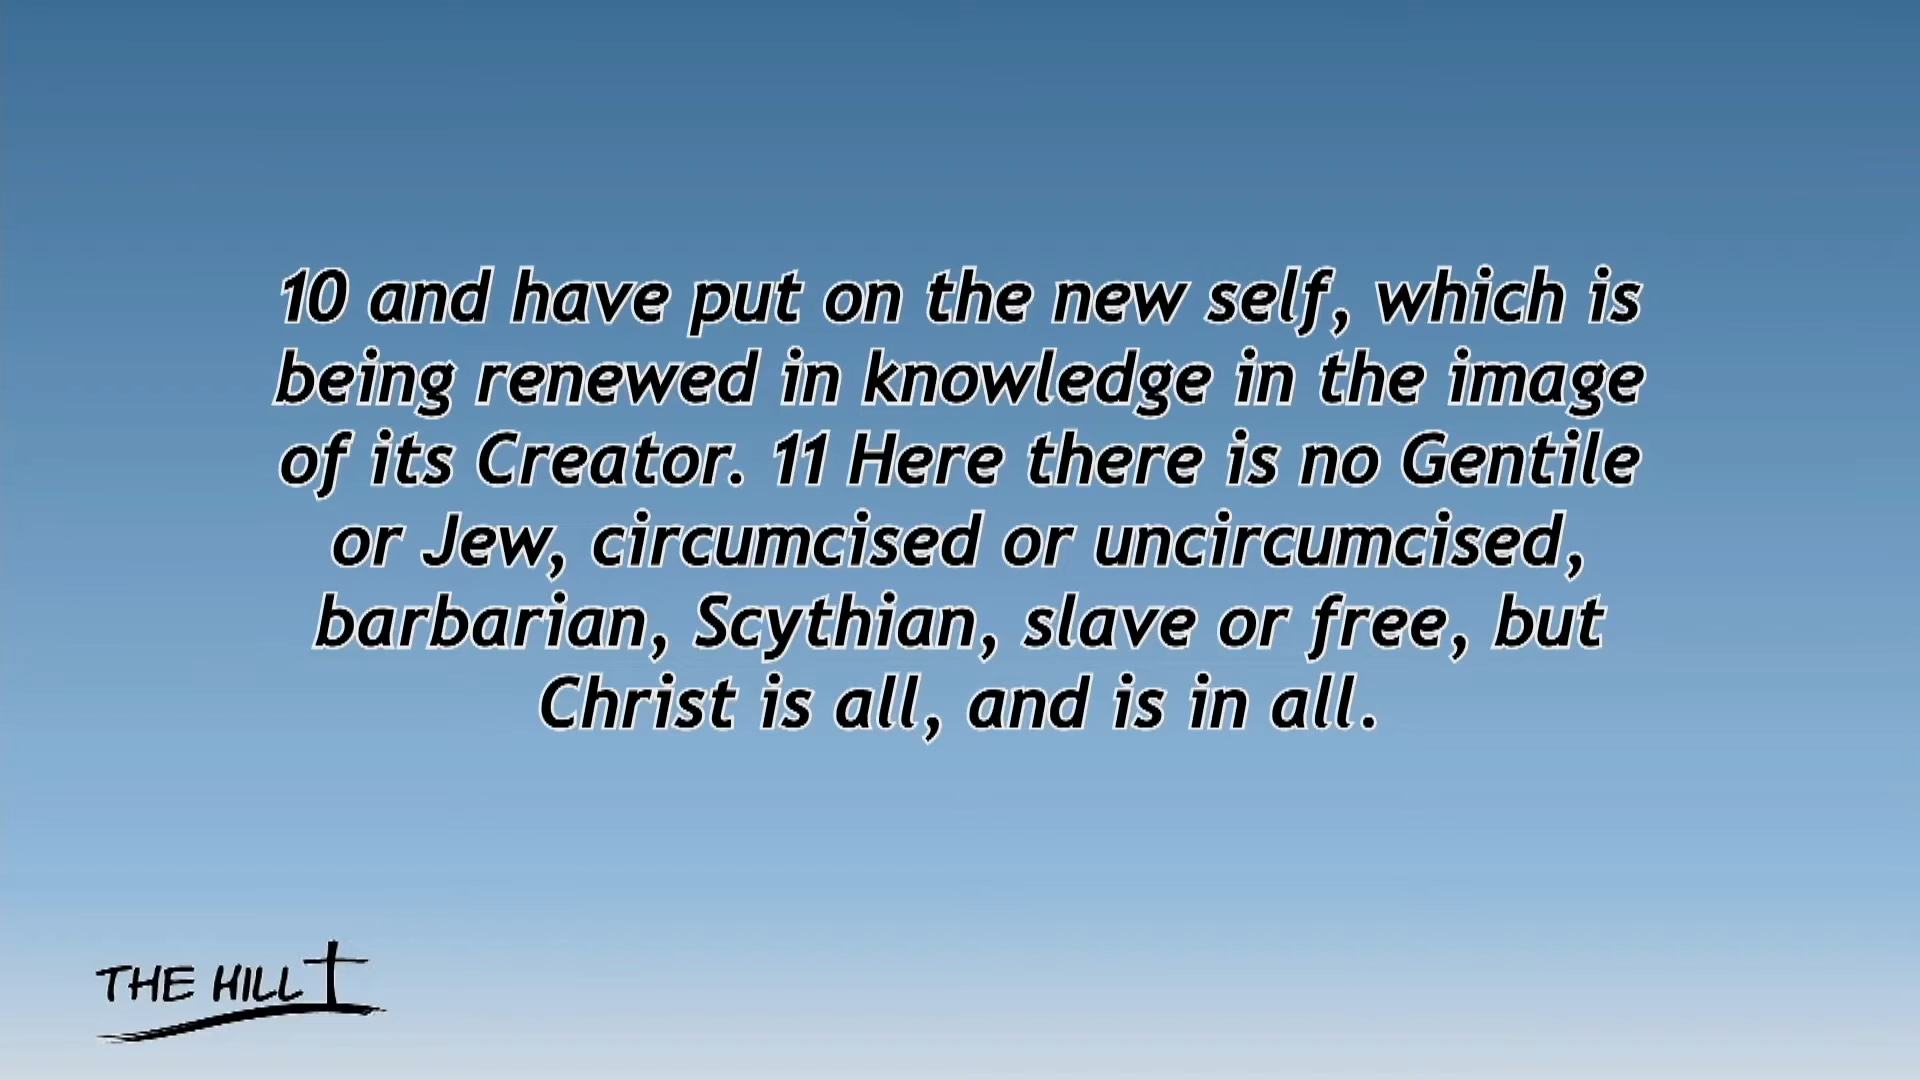 10 and have put on the new self, which is
being renewed in knowledge in the image
of its Creator. 11 Here there is no Gentile
or Jew, circumcised or uncircumcised,
barbarian, Scythian, slave or free, but
Christ is all, and is in all.
THE HILL